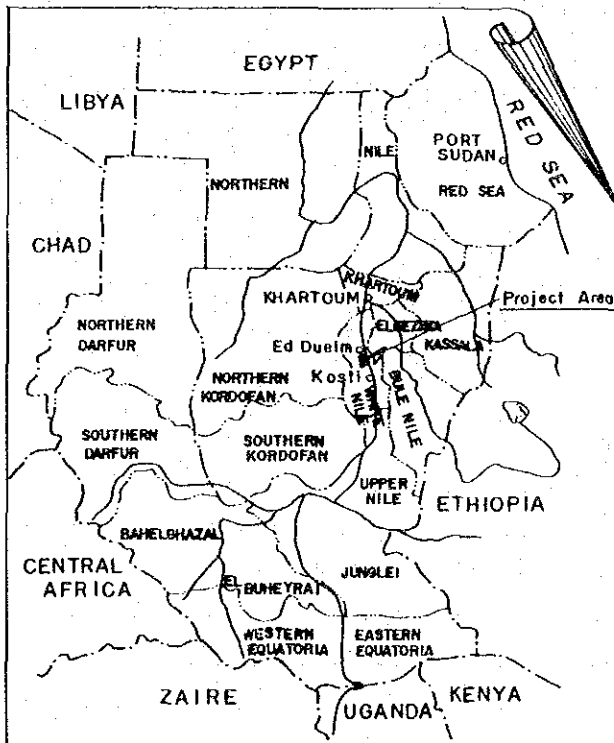 EGYPT
LIBYA
RED SEA
PORT
SUDAN
RED SEA
NILE
NORTHERN
CHAD
KHARTOUM
KHARTOUM
Project Area
ELGEZIRA
NORTHERN
DARFUR
Ed Dueim
KASSALA
NORTHERN
KORDOFAN
Kosti
WHITE
NILE
BULE NILE
SOUTHERN
DARFUR
SOUTHERN
KORDOFAN
UPPER
NILE
ETHIOPIA
BAHELGHAZAL
CENTRAL
AFRICA
JUNGLEI
EL
BUHEYRAT
WESTERN
EQUATORIA
EASTERN
EQUATORIA
ZAIRE
UGANDA
KENYA